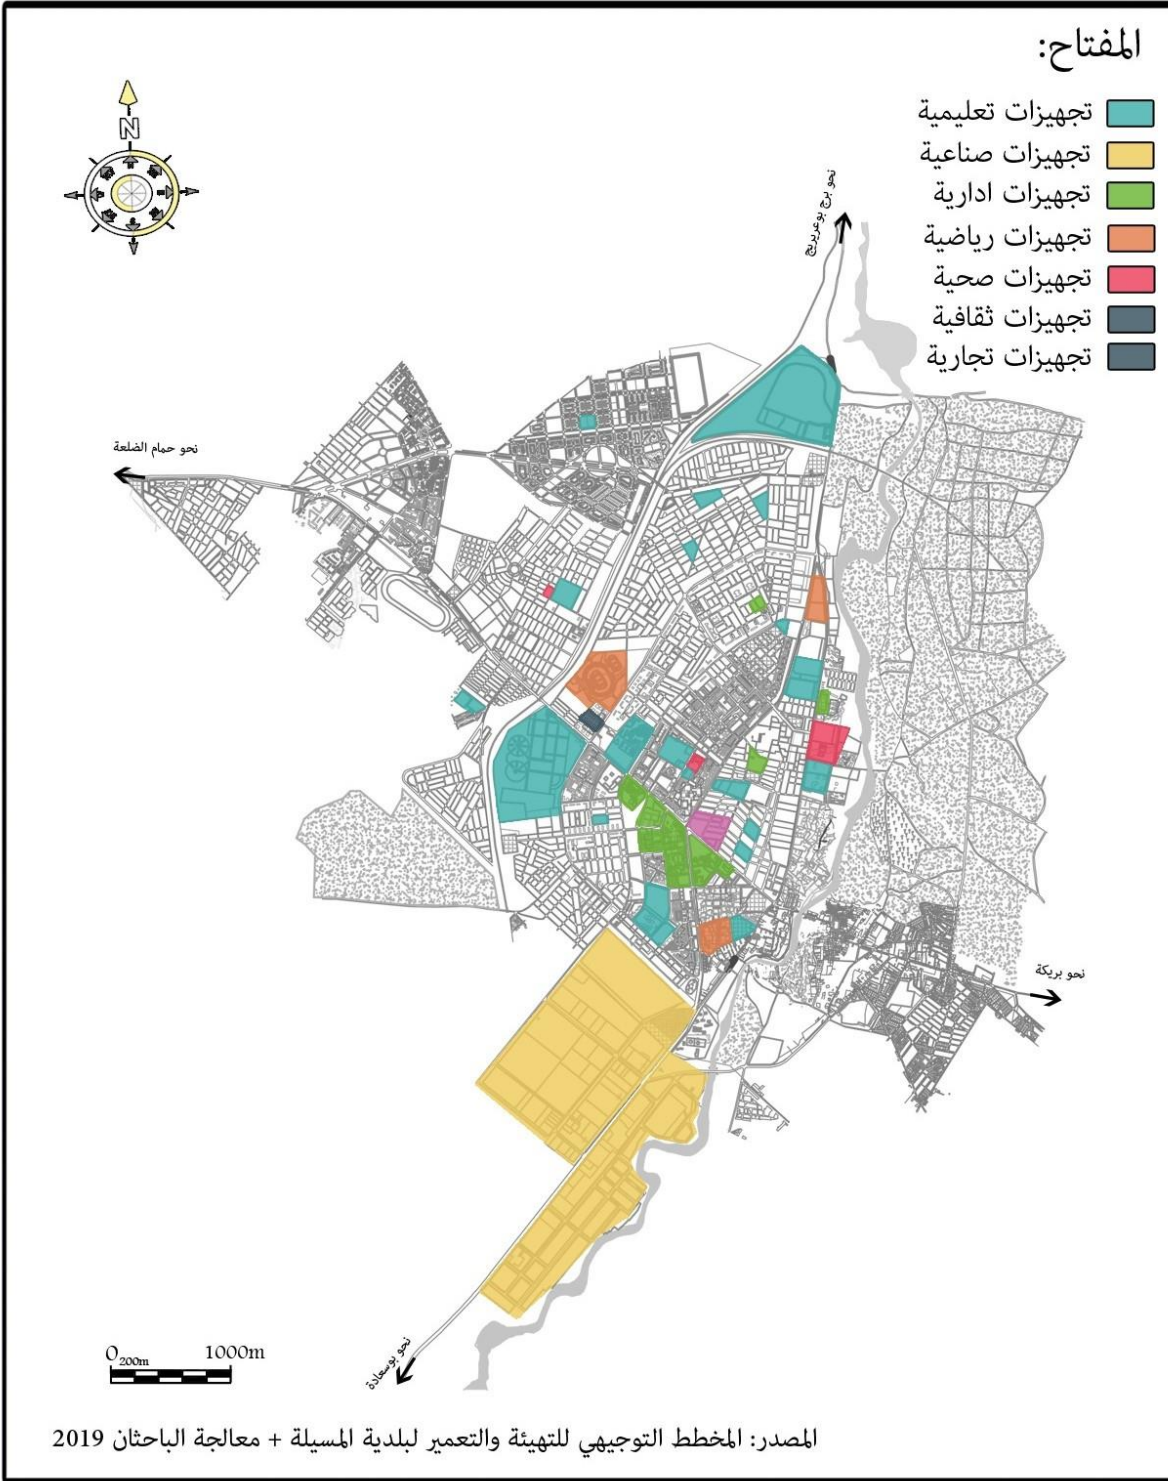 المفتاح:
تجهيزات تعليمية
تجهيزات صناعية
تجهيزات ادارية
تجهيزات رياضية
تجهيزات صحية
تجهيزات ثقافية
تجهيزات تجارية
N
نحو برج بوعريريج
نحو حمام الضلعة
نحو بريكة
نحو بوسعادة
0 200m 1000m
المصدر: المخطط التوجيهي للتهيئة والتعمير لبلدية المسيلة + معالجة الباحثان 2019